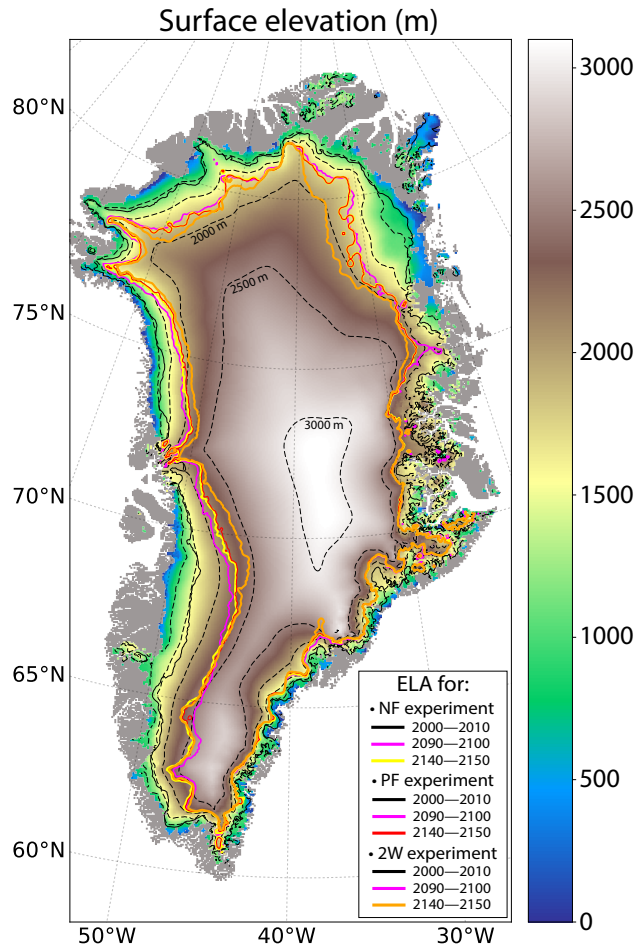 Surface elevation (m)
80°N
75°N
70°N
65°N
60°N
50°W
40°W
30°W
2000 m
2500 m
3000 m
3000
2500
2000
1500
1000
500
0
ELA for:
• NF experiment
2000—2010
2090—2100
2140—2150
• PF experiment
2000—2010
2090—2100
2140—2150
• 2W experiment
2000—2010
2090—2100
2140—2150